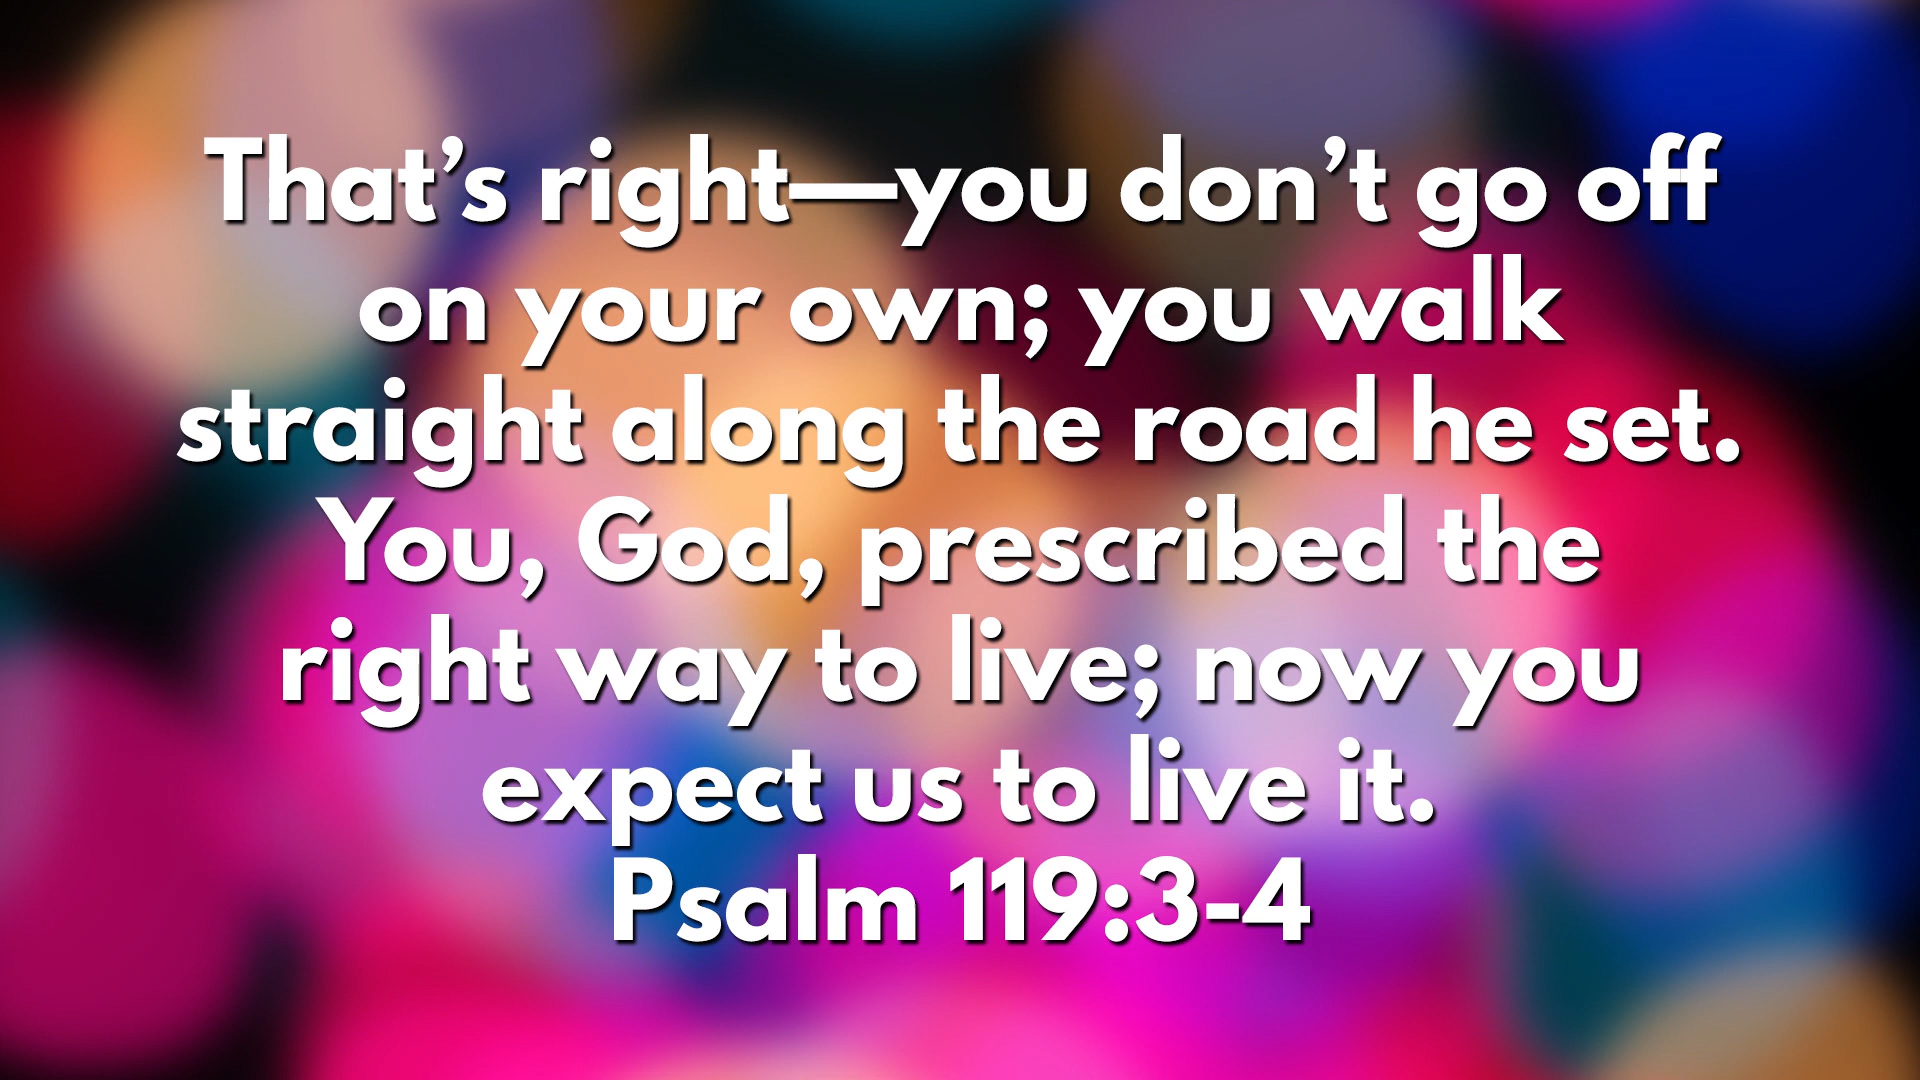 That’s right—you don’t go off
on your own; you walk
straight along the road he set.
You, God, prescribed the
right way to live; now you
expect us to live it.
Psalm 119:3-4